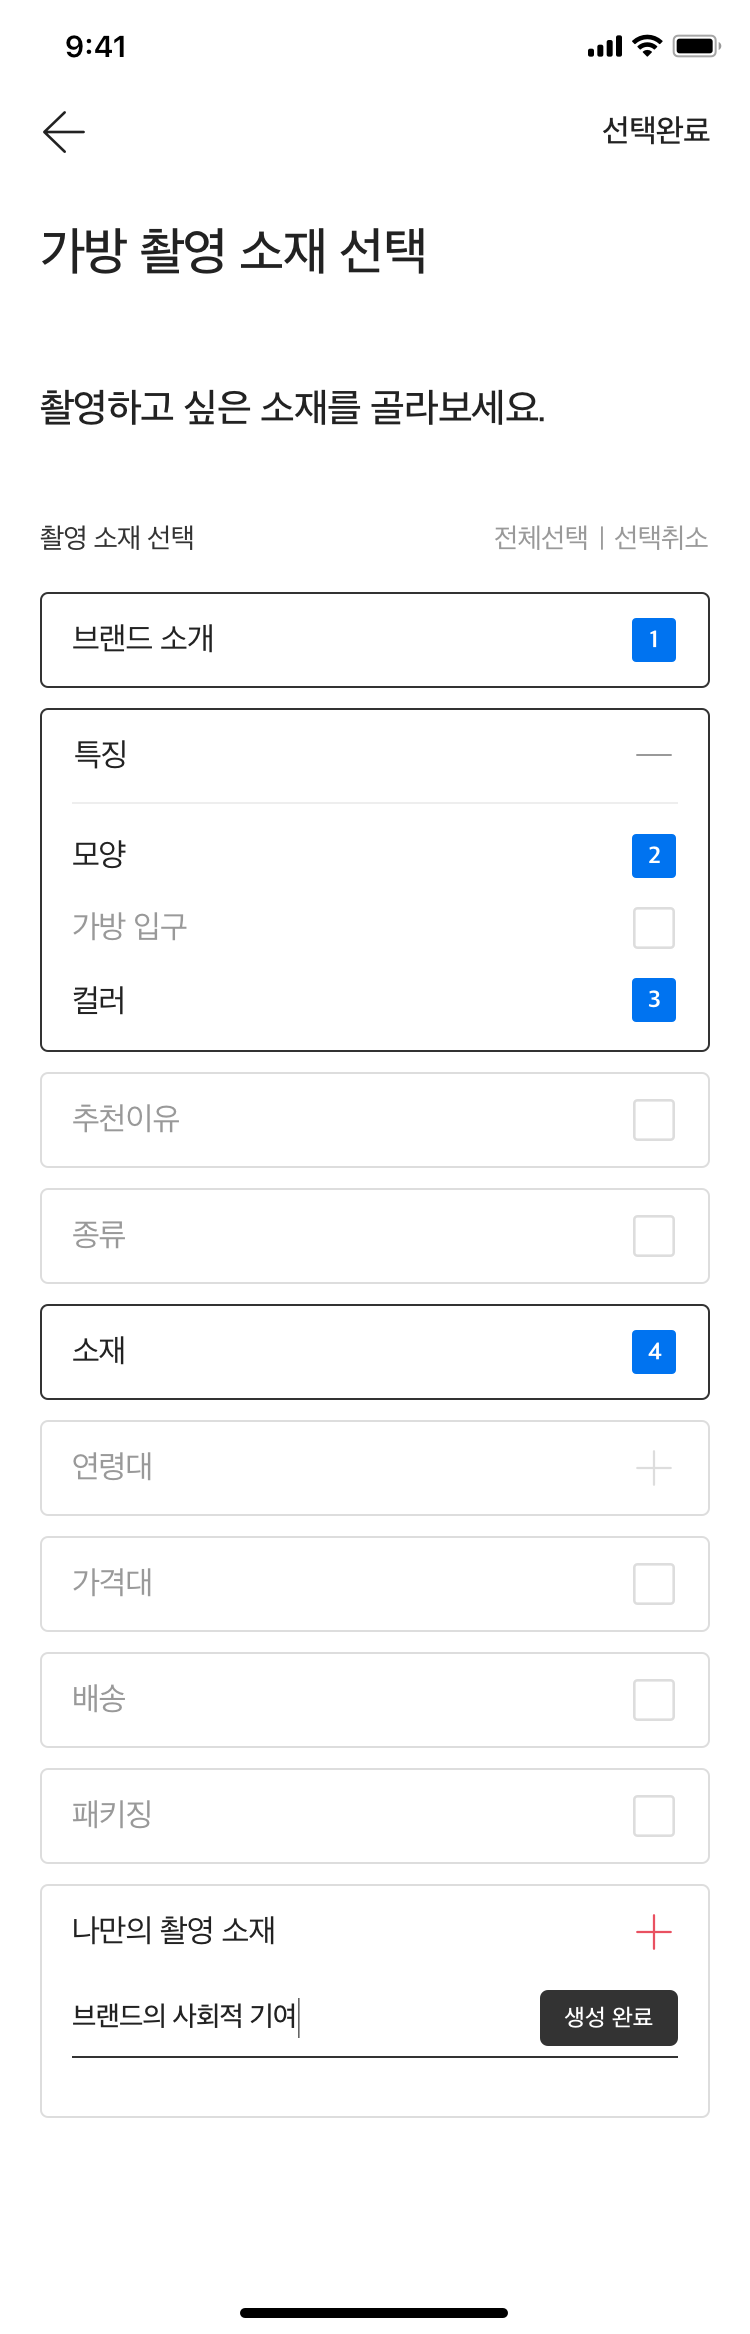 9:41
선택완료
가방 촬영 소재 선택
촬영하고 싶은 소재를 골라보세요.
촬영 소재 선택 전체선택 | 선택취소
브랜드 소개 1
특징
모양 2
가방 입구
컬러 3
추천이유
종류
소재 4
연령대
가격대
배송
패키징
나만의 촬영 소재
브랜드의 사회적 기여 생성 완료